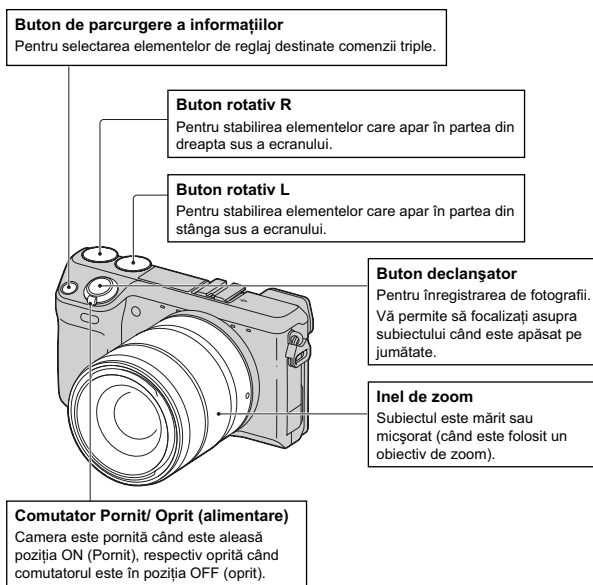 Buton de parcurgere a informațiilor
Pentru selectarea elementelor de reglaj destinate comenzii triple.
Buton rotativ R
Pentru stabilirea elementelor care apar în partea din
dreapta sus a ecranului.
Buton rotativ L
Pentru stabilirea elementelor care apar în partea din
stânga sus a ecranului.
Buton declanşator
Pentru înregistrarea de fotografii.
Vă permite să focalizați asupra
subiectului când este apăsat pe
jumătate.
Inel de zoom
Subiectul este mărit sau
micşorat (când este folosit un
obiectiv de zoom).
Comutator Pornit/ Oprit (alimentare)
Camera este pornită când este aleasă
poziția ON (Pornit), respectiv oprită când
comutatorul este în poziția OFF (oprit).